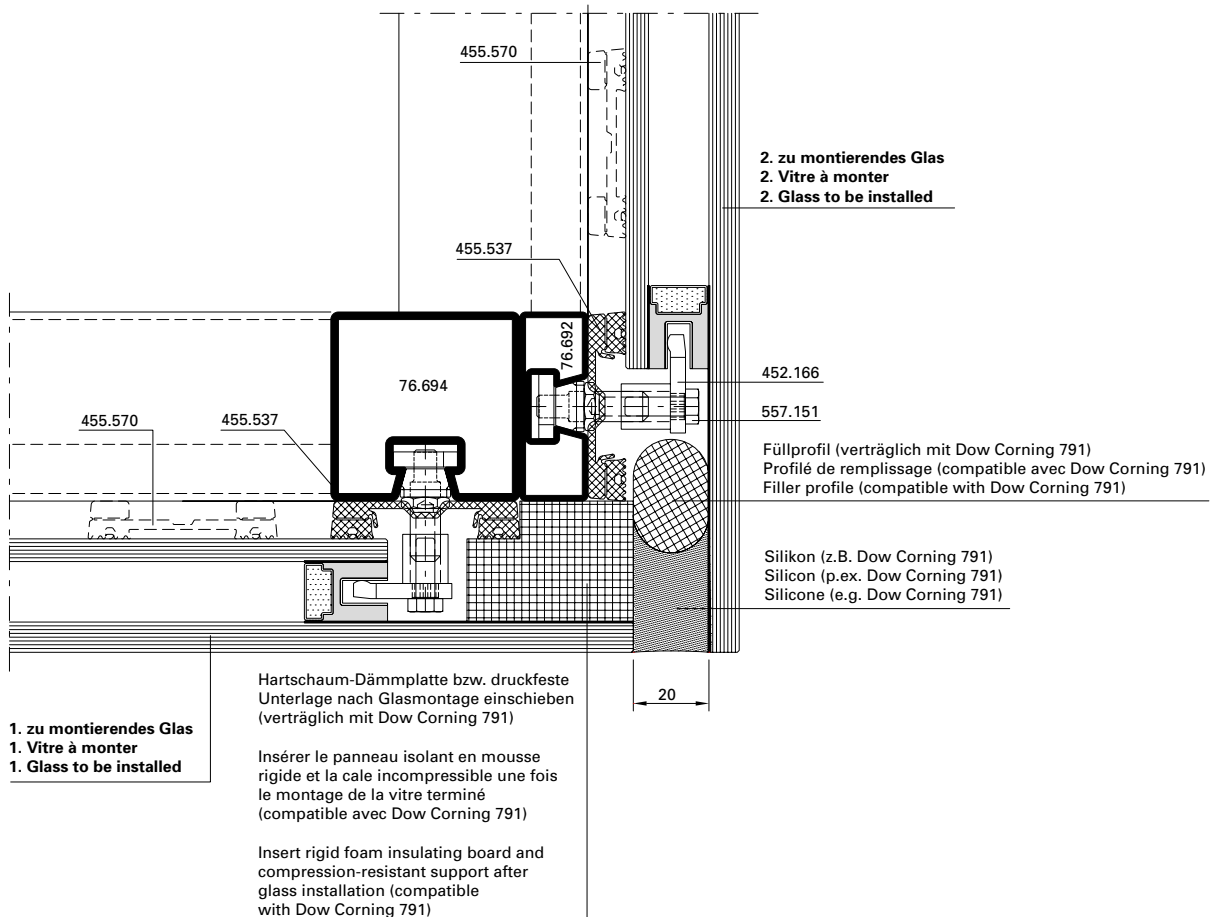 455.570
2. zu montierendes Glas
2. Vitre à monter
2. Glass to be installed
455.537
76.692
76.694
452.166
557.151
455.570
455.537
Füllprofil (verträglich mit Dow Corning 791)
Profilé de remplissage (compatible avec Dow Corning 791)
Filler profile (compatible with Dow Corning 791)
Silikon (z.B. Dow Corning 791)
Silicon (p.ex. Dow Corning 791)
Silicone (e.g. Dow Corning 791)
20
1. zu montierendes Glas
1. Vitre à monter
1. Glass to be installed
Hartschaum-Dämmplatte bzw. druckfeste
Unterlage nach Glasmontage einschieben
(verträglich mit Dow Corning 791)
Insérer le panneau isolant en mousse
rigide et la cale incompressible une fois
le montage de la vitre terminé
(compatible avec Dow Corning 791)
Insert rigid foam insulating board and
compression-resistant support after
glass installation (compatible
with Dow Corning 791)